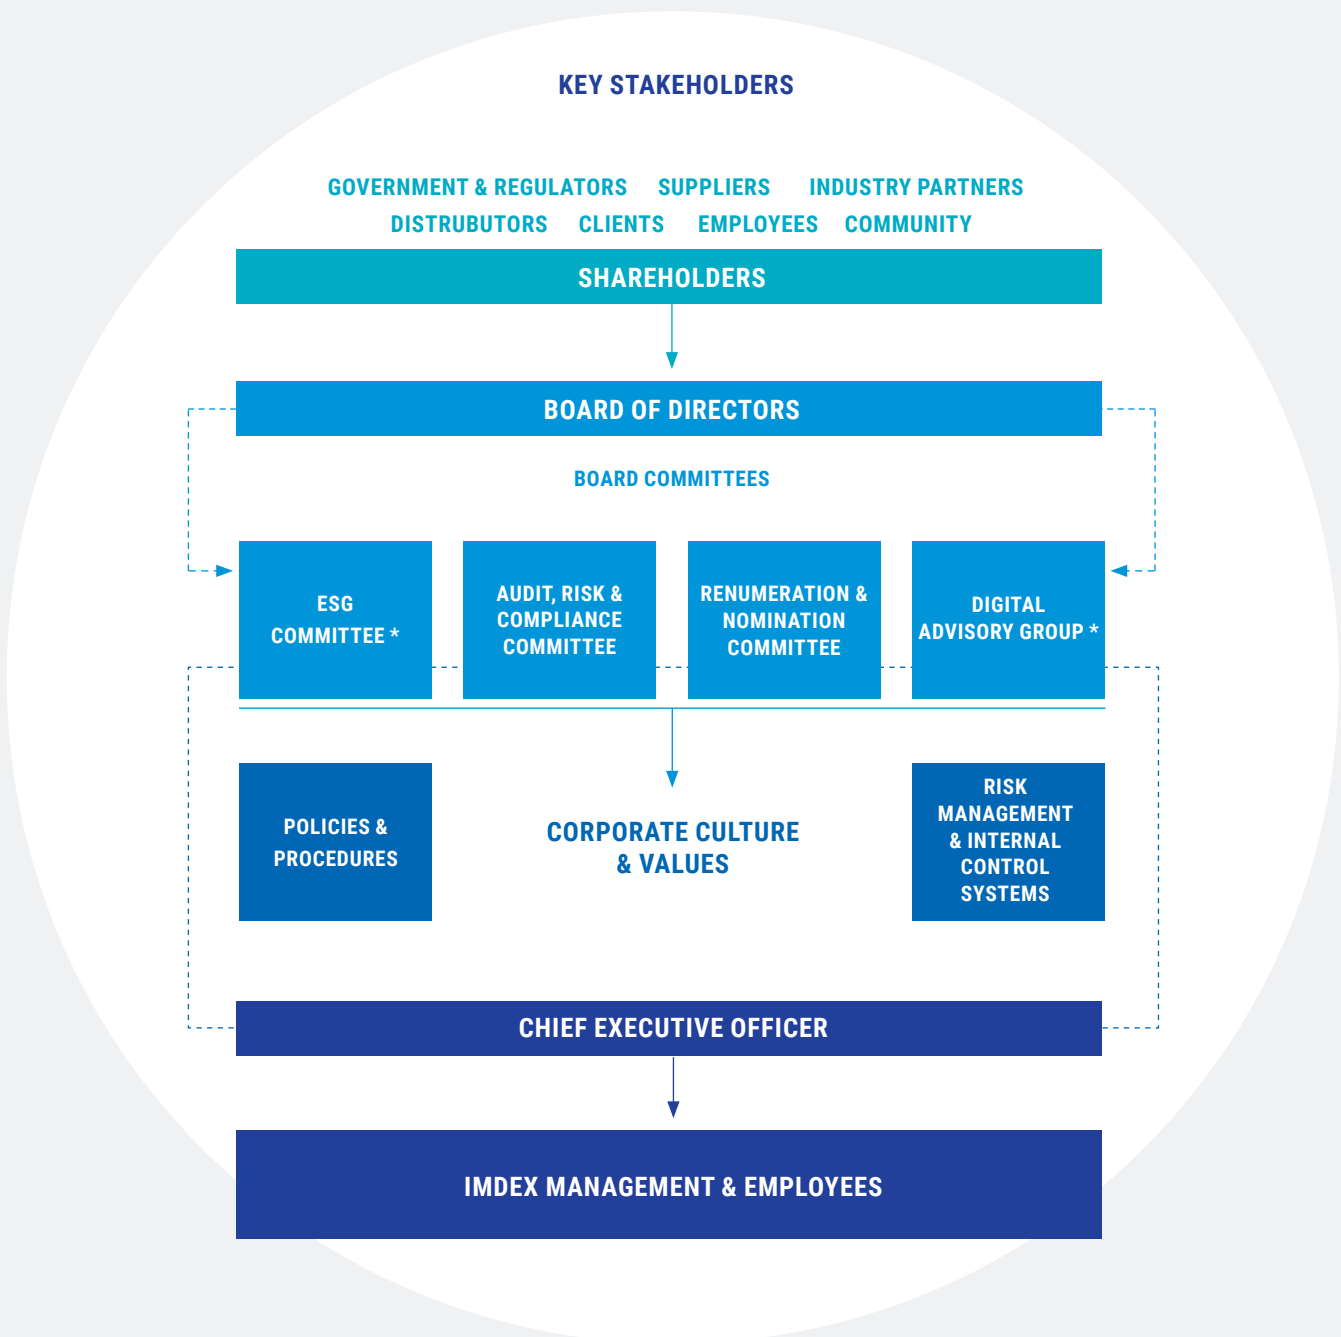 KEY STAKEHOLDERS
GOVERNMENT & REGULATORS SUPPLIERS INDUSTRY PARTNERS
DISTRUBUTORS CLIENTS EMPLOYEES COMMUNITY
SHAREHOLDERS
BOARD OF DIRECTORS
BOARD COMMITTEES
ESG
COMMITTEE *
AUDIT, RISK &
COMPLIANCE
COMMITTEE
RENUMERATION &
NOMINATION
COMMITTEE
DIGITAL
ADVISORY GROUP *
POLICIES &
PROCEDURES
CORPORATE CULTURE
& VALUES
RISK
MANAGEMENT
& INTERNAL
CONTROL
SYSTEMS
CHIEF EXECUTIVE OFFICER
IMDEX MANAGEMENT & EMPLOYEES